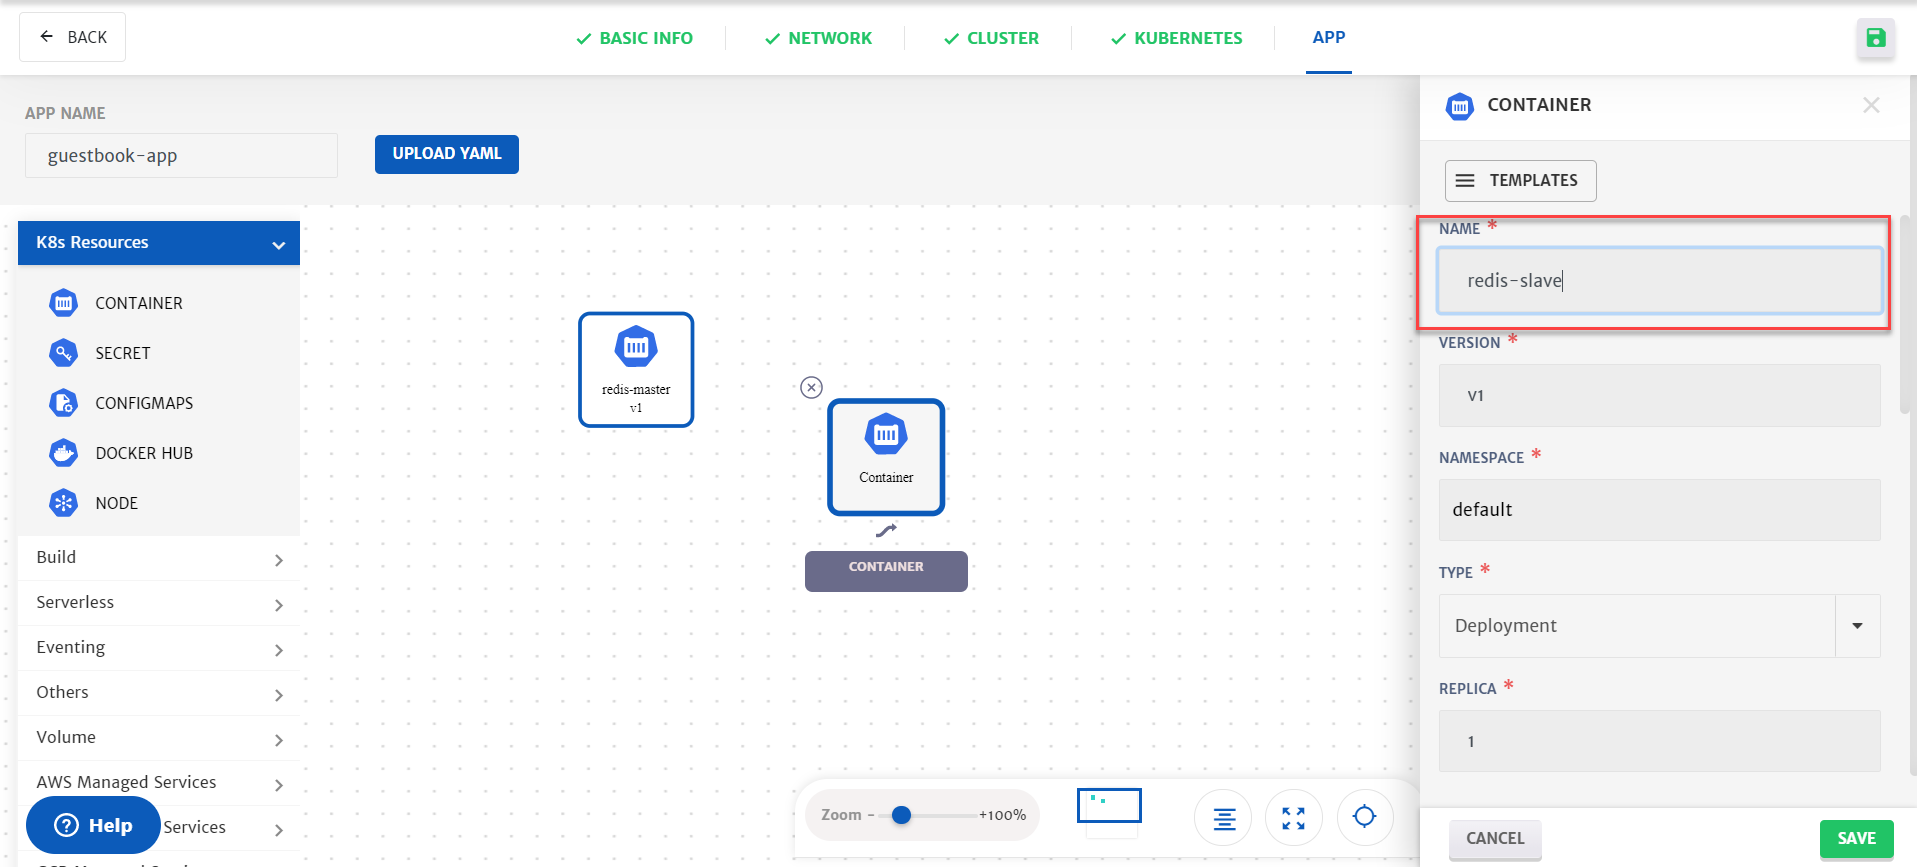 BACK
BASIC INFO
NETWORK
CLUSTER
KUBERNETES
APP
APP NAME
guestbook-app
UPLOAD YAML
K8s Resources
CONTAINER
SECRET
CONFIGMAPS
DOCKER HUB
NODE
Build
Serverless
Eventing
Others
Volume
AWS Managed Services
Services
Help
redis-master
v1
Container
CONTAINER
Zoom - +100%
CONTAINER
TEMPLATES
NAME *
redis-slave
VERSION *
v1
NAMESPACE *
default
TYPE *
Deployment
REPLICA *
1
CANCEL
SAVE